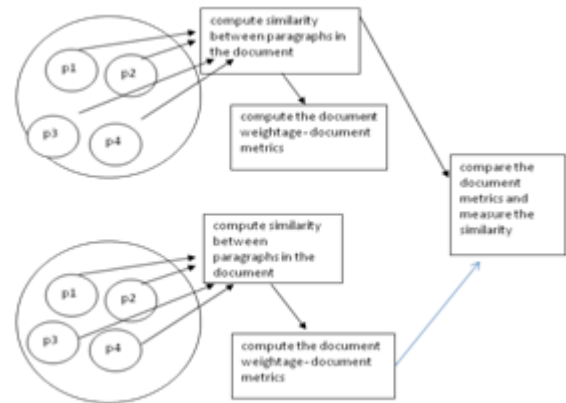 compute similarity
between paragraphs in
the document
p1
p2
p3
p4
compute the document
weightage-document
metrics
compare the
document
metrics and
measure the
similarity
compute similarity
between
paragraphs in the
document
p1
p2
p3
p4
compute the document
weightage-document
metrics